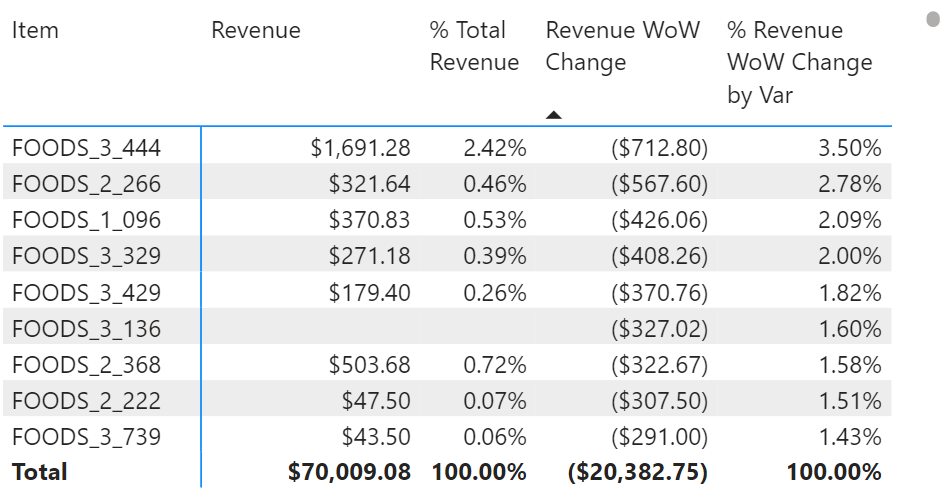 Item Revenue % Total Revenue WoW % Revenue
Revenue Change WoW Change
by Var
FOODS_3_444 $1,691.28 2.42% ($712.80) 3.50%
FOODS_2_266 $321.64 0.46% ($567.60) 2.78%
FOODS_1_096 $370.83 0.53% ($426.06) 2.09%
FOODS_3_329 $271.18 0.39% ($408.26) 2.00%
FOODS_3_429 $179.40 0.26% ($370.76) 1.82%
FOODS_3_136 ($327.02) 1.60%
FOODS_2_368 $503.68 0.72% ($322.67) 1.58%
FOODS_2_222 $47.50 0.07% ($307.50) 1.51%
FOODS_3_739 $43.50 0.06% ($291.00) 1.43%
Total $70,009.08 100.00% ($20,382.75) 100.00%